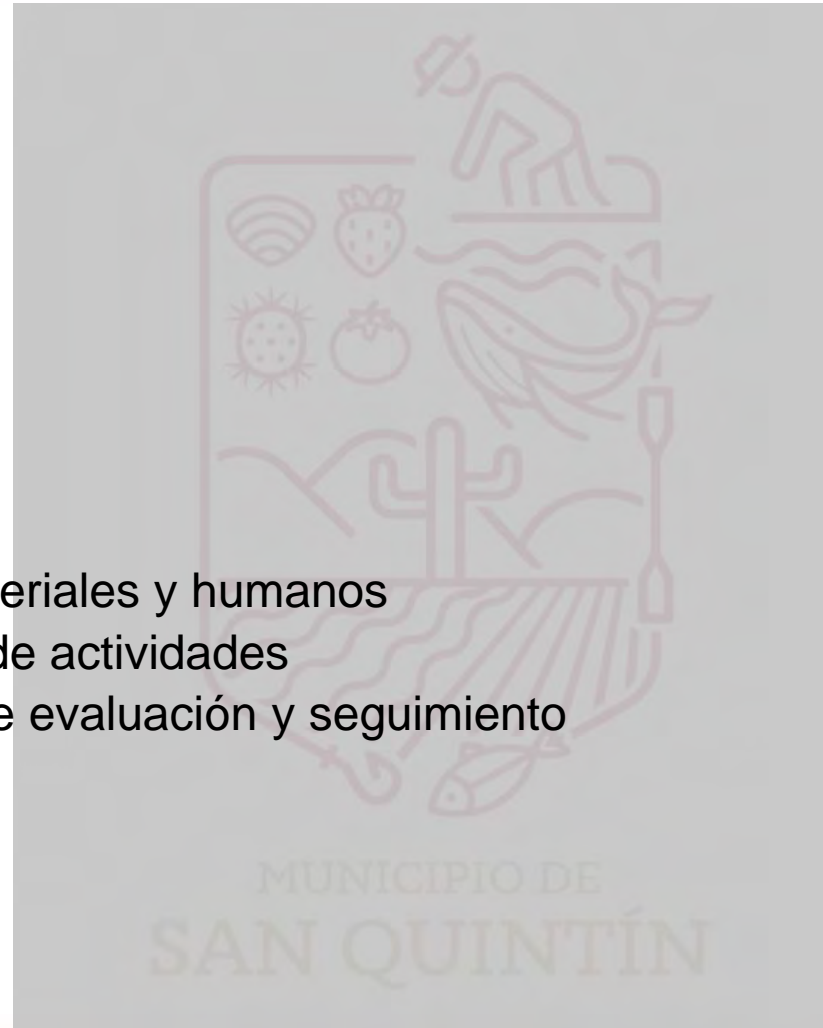 eriales y humanos
de actividades
e evaluación y seguimiento
MUNICIPIO DE
SAN QUINTÍN